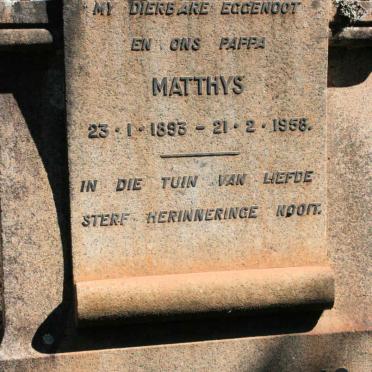 MY DIERBARE EGGENOOT
EN ONS PAPPA
MATTHYS
23·1·1893 – 21·2·1958.
IN DIE TUIN VAN LIEFDE
STERF HERINNERINGE NOOIT.